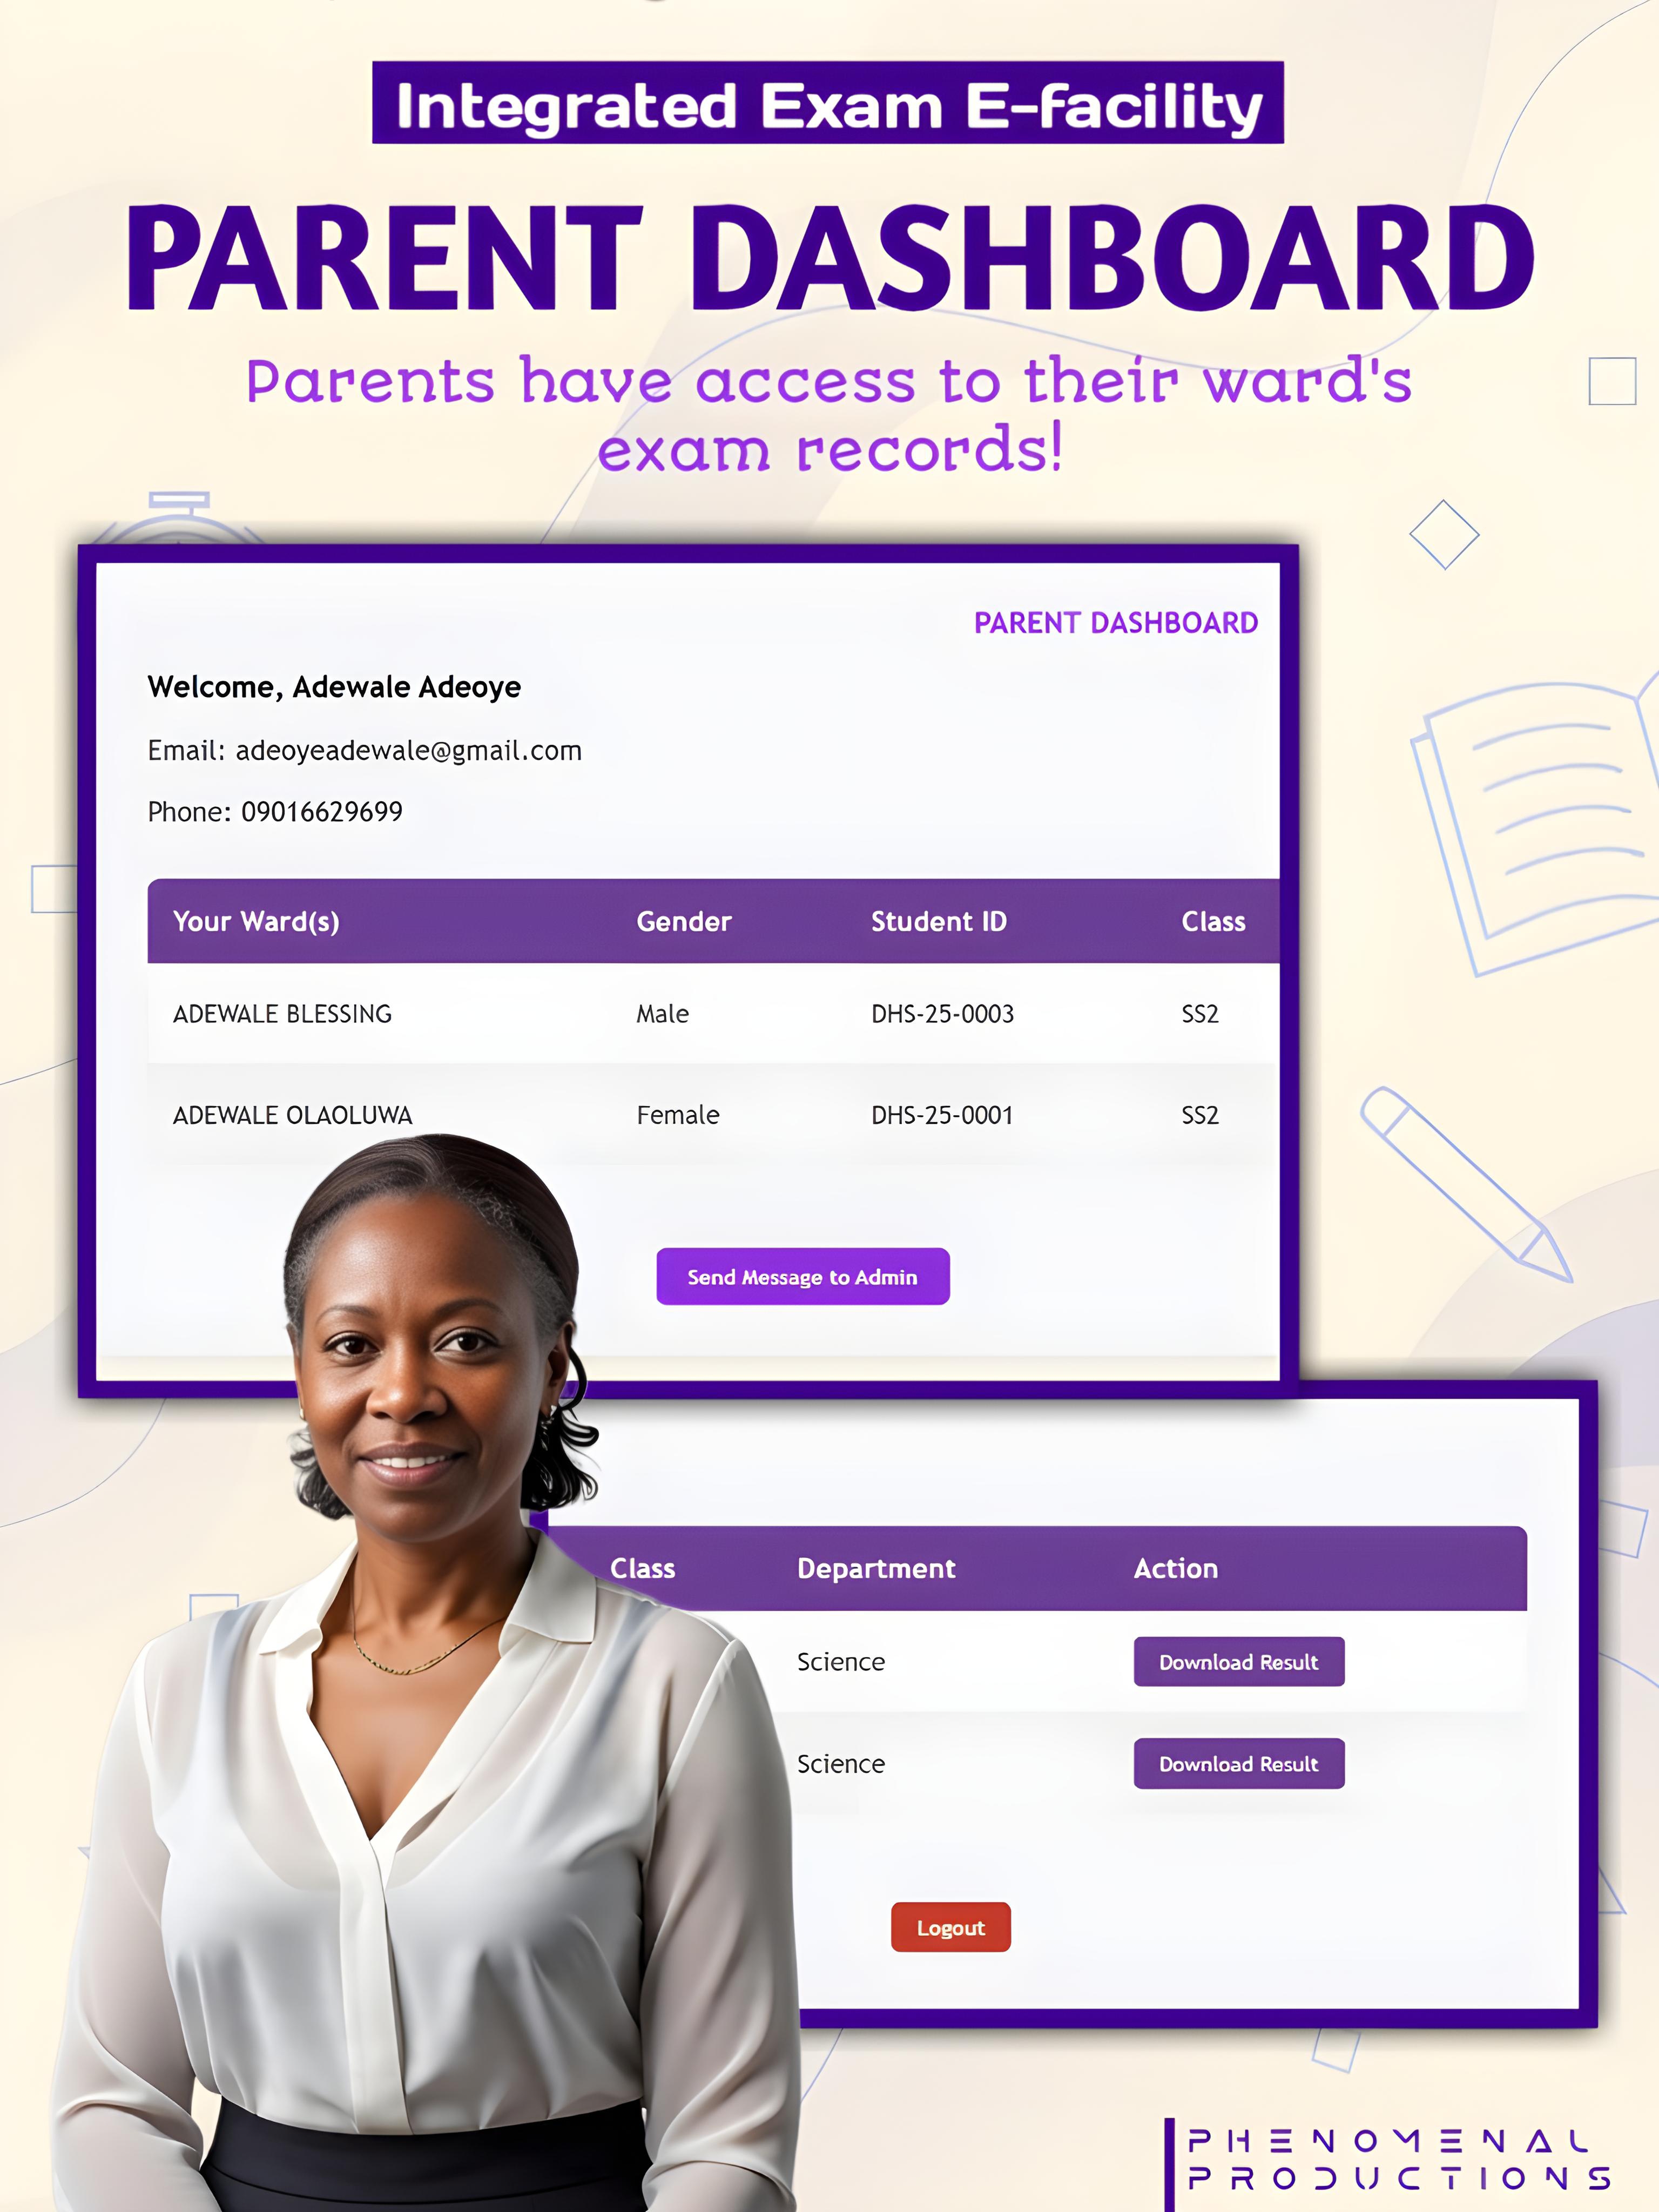 Integrated Exam E-facility
PARENT DASHBOARD
Parents have access to their ward's
exam records!
PARENT DASHBOARD
Welcome, Adewale Adeoye
Email: adeoyeadewale@gmail.com
Phone: 09016629699
Your Ward(s) Gender Student ID Class
ADEWALE BLESSING Male DHS-25-0003 SS2
ADEWALE OLAOLUWA Female DHS-25-0001 SS2
Send Message to Admin
Class Department Action
Science Download Result
Science Download Result
Logout
PHENOMENAL
PRODUCTIONS